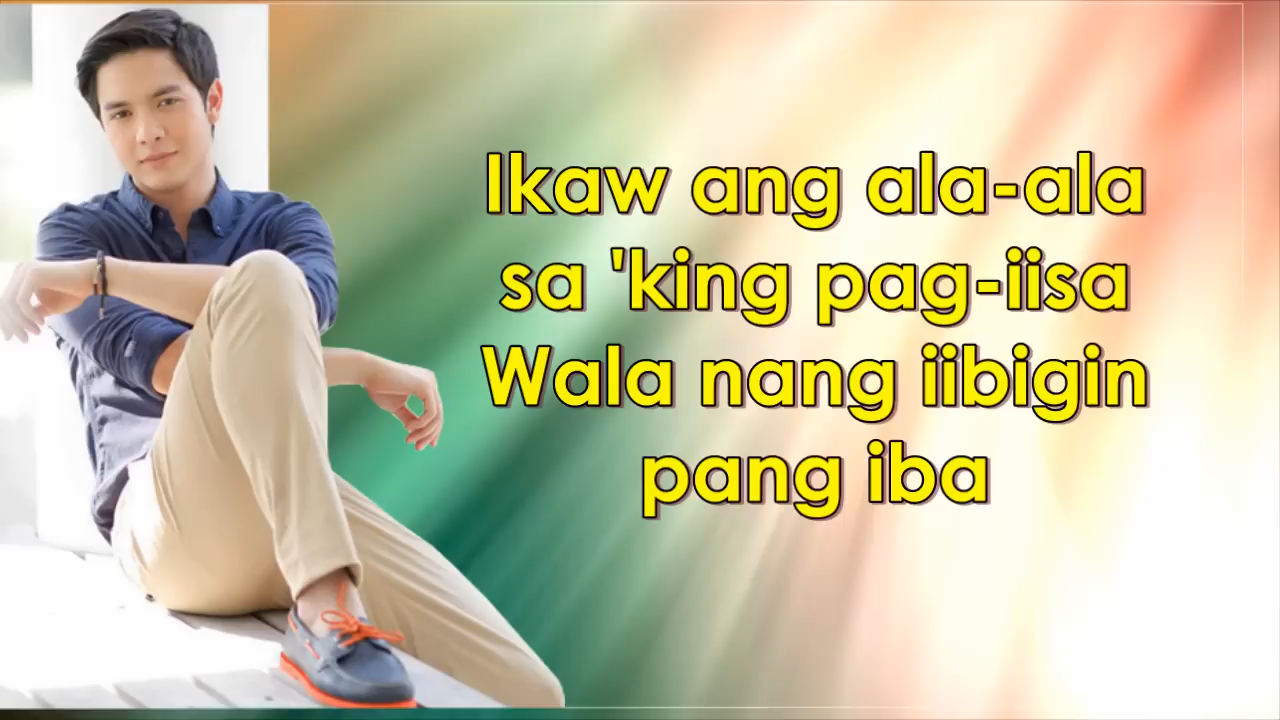 Ikaw ang ala-ala
sa 'king pag-iisa
Wala nang iibigin
pang iba